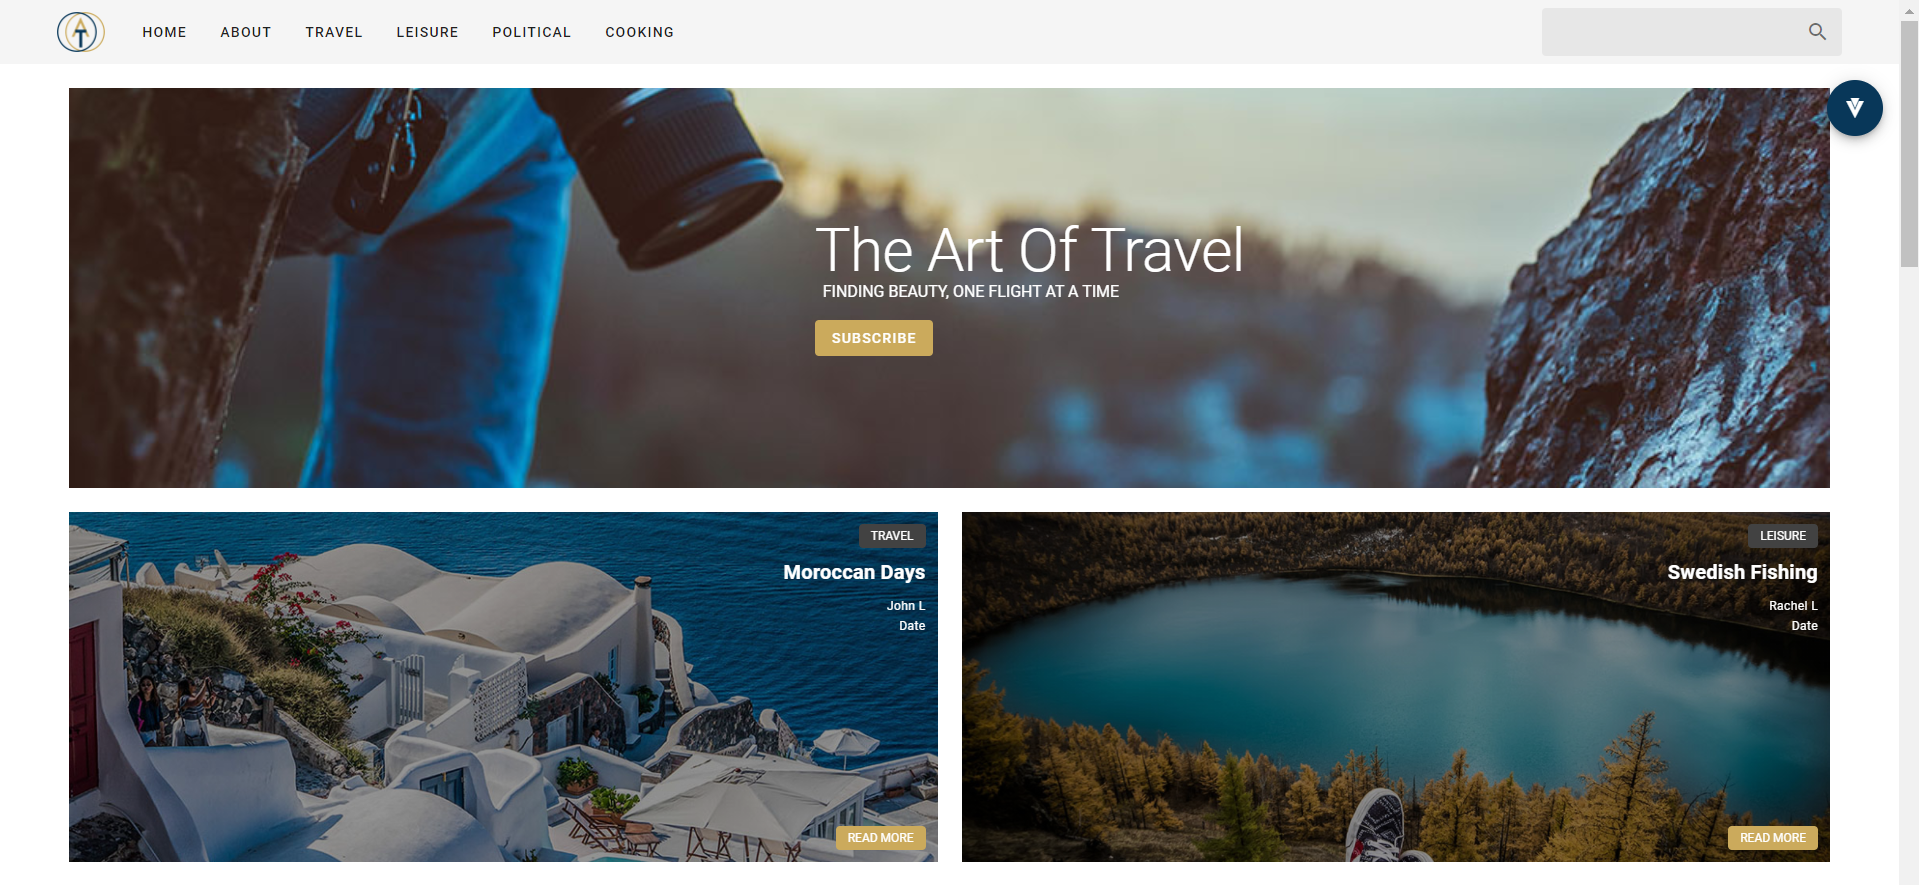 AT
HOME
ABOUT
TRAVEL
LEISURE
POLITICAL
COOKING
The Art Of Travel
FINDING BEAUTY, ONE FLIGHT AT A TIME
SUBSCRIBE
TRAVEL
Moroccan Days
John L
Date
READ MORE
LEISURE
Swedish Fishing
Rachel L
Date
READ MORE